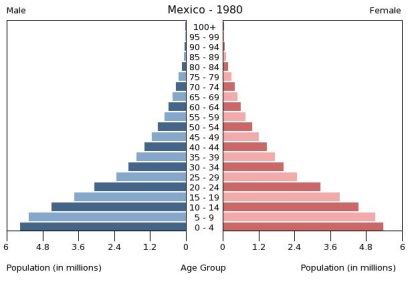 Male Mexico - 1980 Female
100+
95 - 99
90 - 94
85 - 89
80 - 84
75 - 79
70 - 74
65 - 69
60 - 64
55 - 59
50 - 54
45 - 49
40 - 44
35 - 39
30 - 34
25 - 29
20 - 24
15 - 19
10 - 14
5 - 9
0 - 4
6 4.8 3.6 2.4 1.2 0 0 1.2 2.4 3.6 4.8 6
Population (in millions) Age Group Population (in millions)